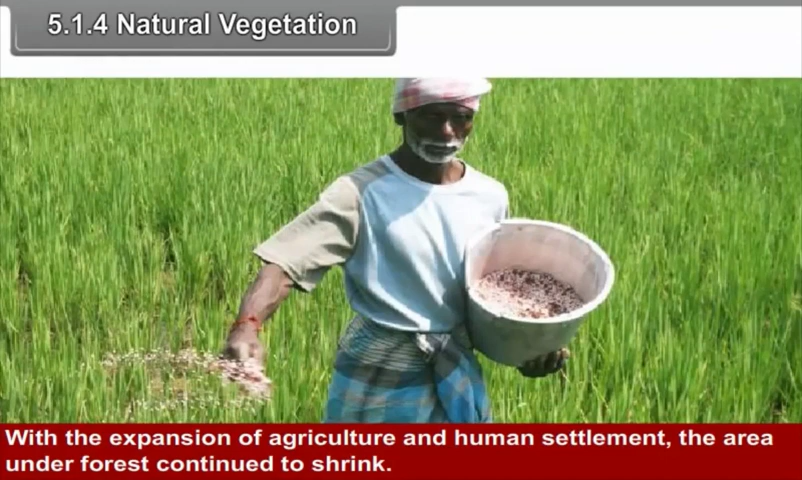 5.1.4 Natural Vegetation
With the expansion of agriculture and human settlement, the area
under forest continued to shrink.